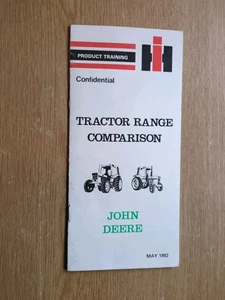 PRODUCT TRAINING
Confidential
TRACTOR RANGE
COMPARISON
JOHN
DEERE
MAY 1982